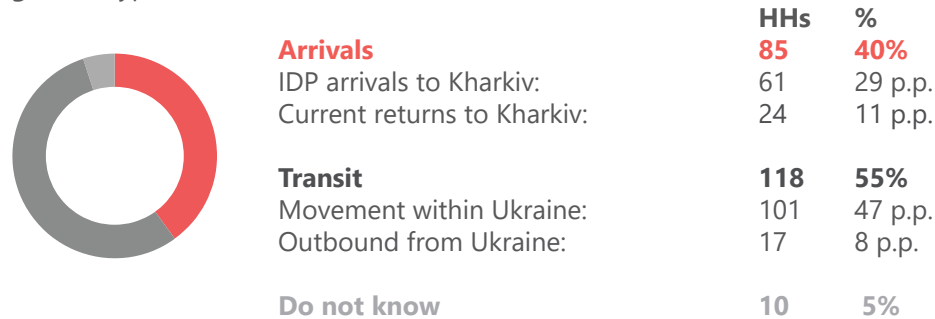 HHs %
Arrivals 85 40%
IDP arrivals to Kharkiv: 61 29 p.p.
Current returns to Kharkiv: 24 11 p.p.
Transit 118 55%
Movement within Ukraine: 101 47 p.p.
Outbound from Ukraine: 17 8 p.p.
Do not know 10 5%